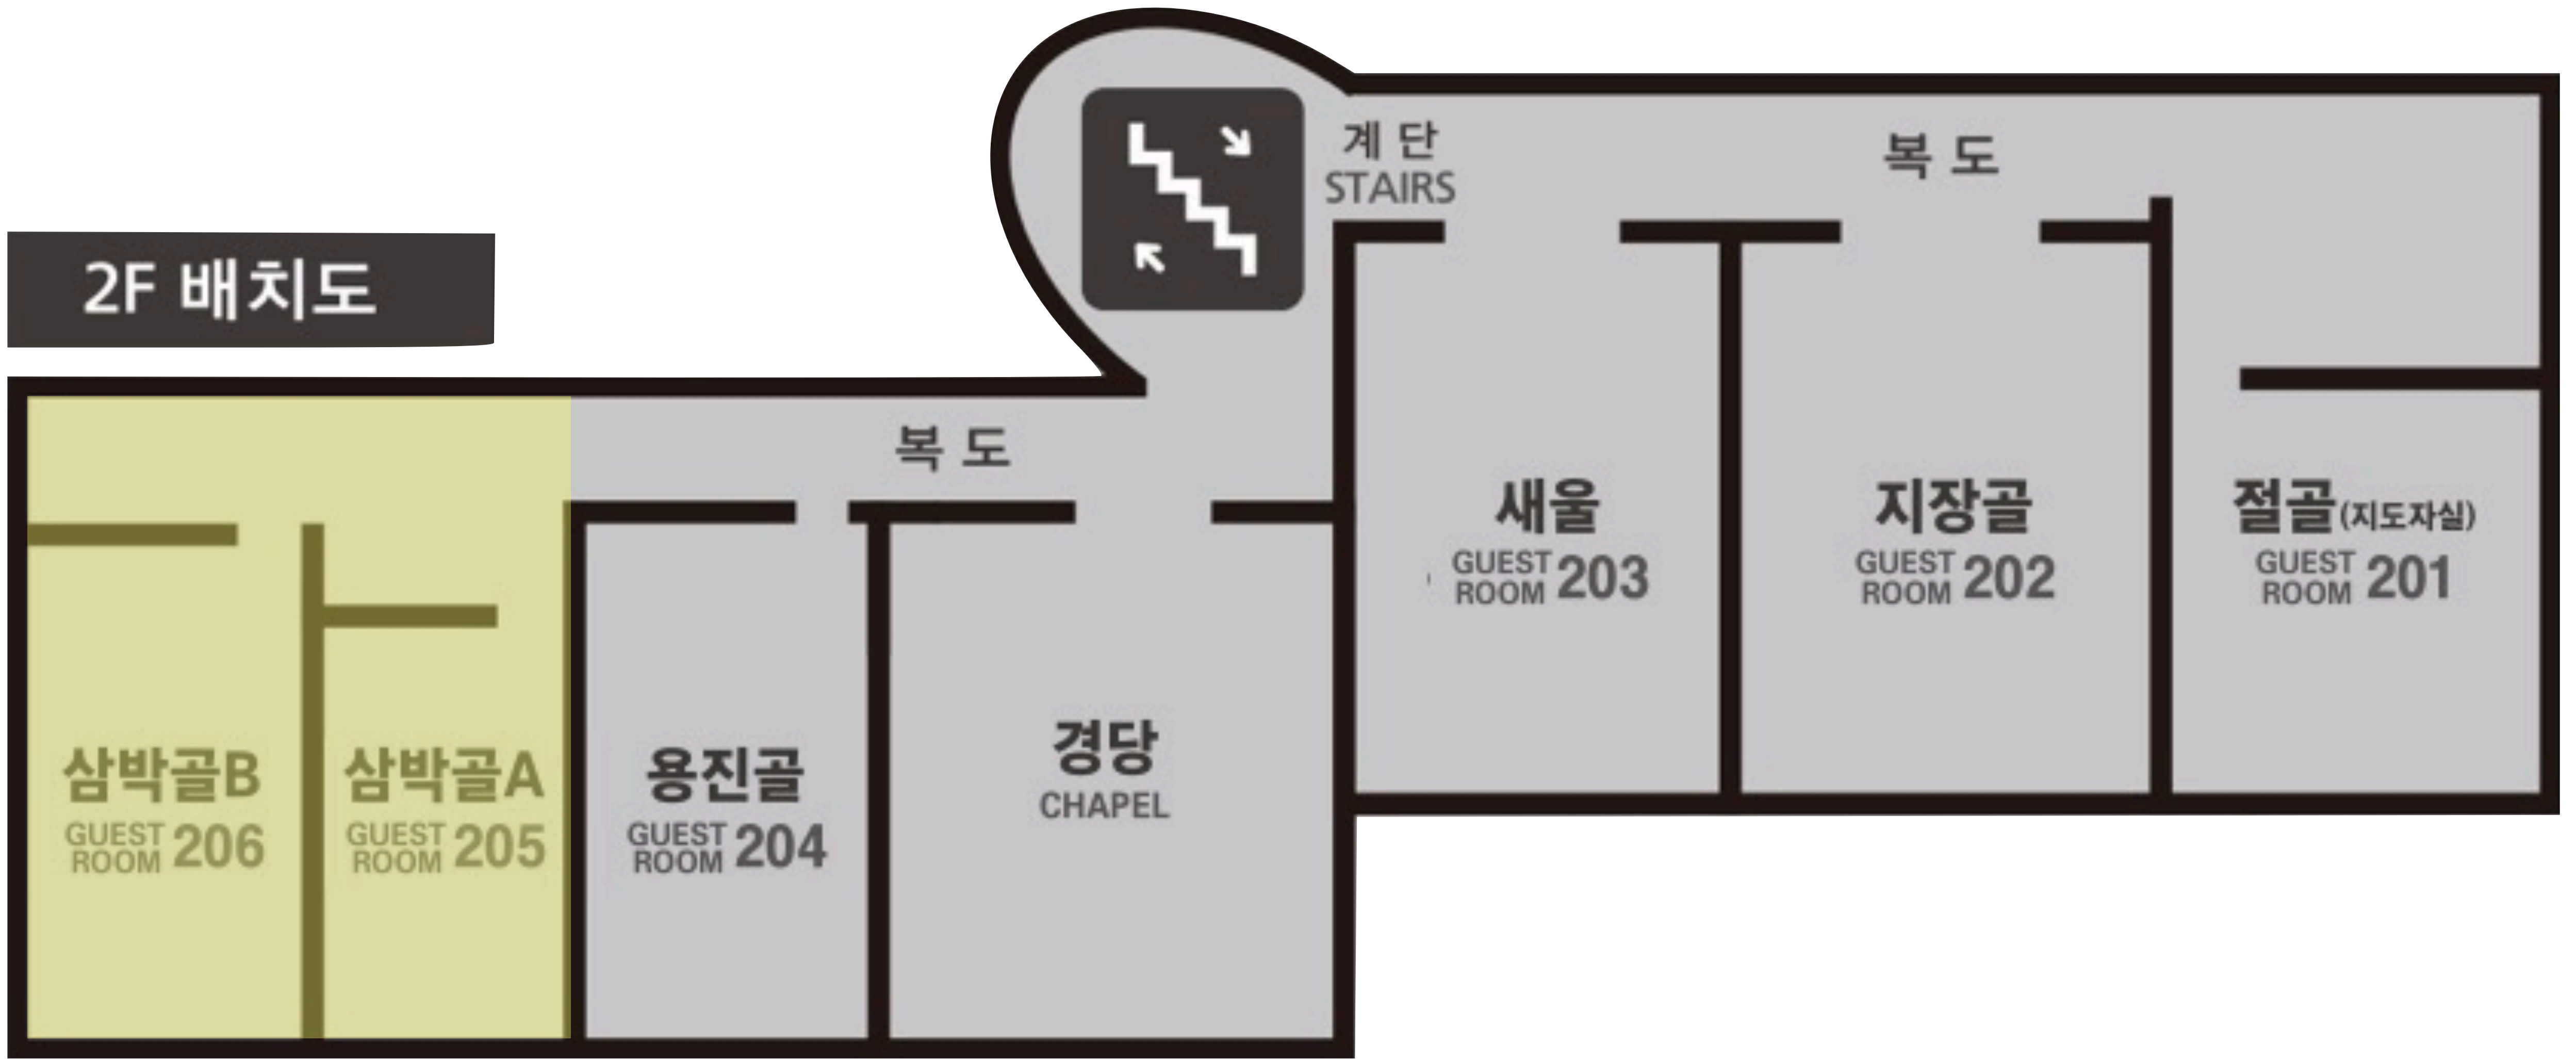 계 단
STAIRS
복 도
2F 배치도
복 도
새울
GUEST ROOM 203
지장골
GUEST ROOM 202
절골(지도자실)
GUEST ROOM 201
삼박골B
GUEST ROOM 206
삼박골A
GUEST ROOM 205
용진골
GUEST ROOM 204
경당
CHAPEL